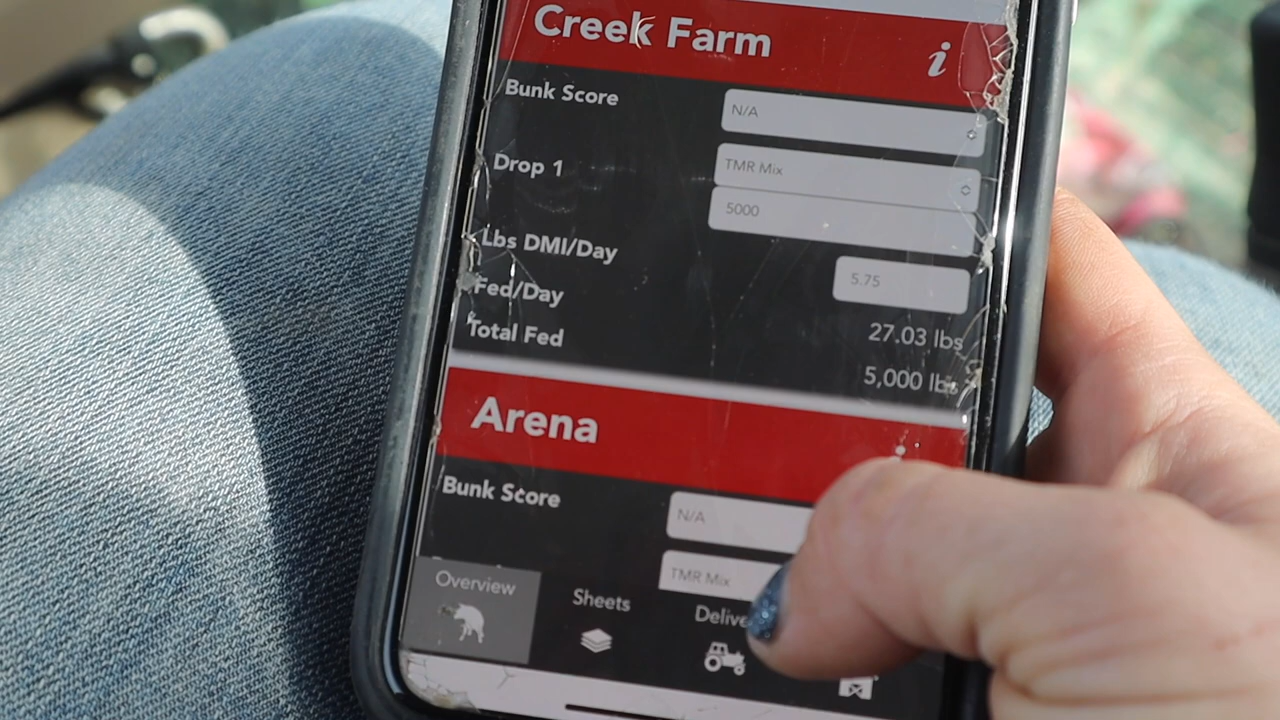 Creek Farm i
Bunk Score N/A
Drop 1 TMR Mix
5000
Lbs DMI/Day 5.75
Fed/Day 27.03 lbs
Total Fed 5,000 lbs
Arena
Bunk Score N/A
TMR Mix
Overview Sheets